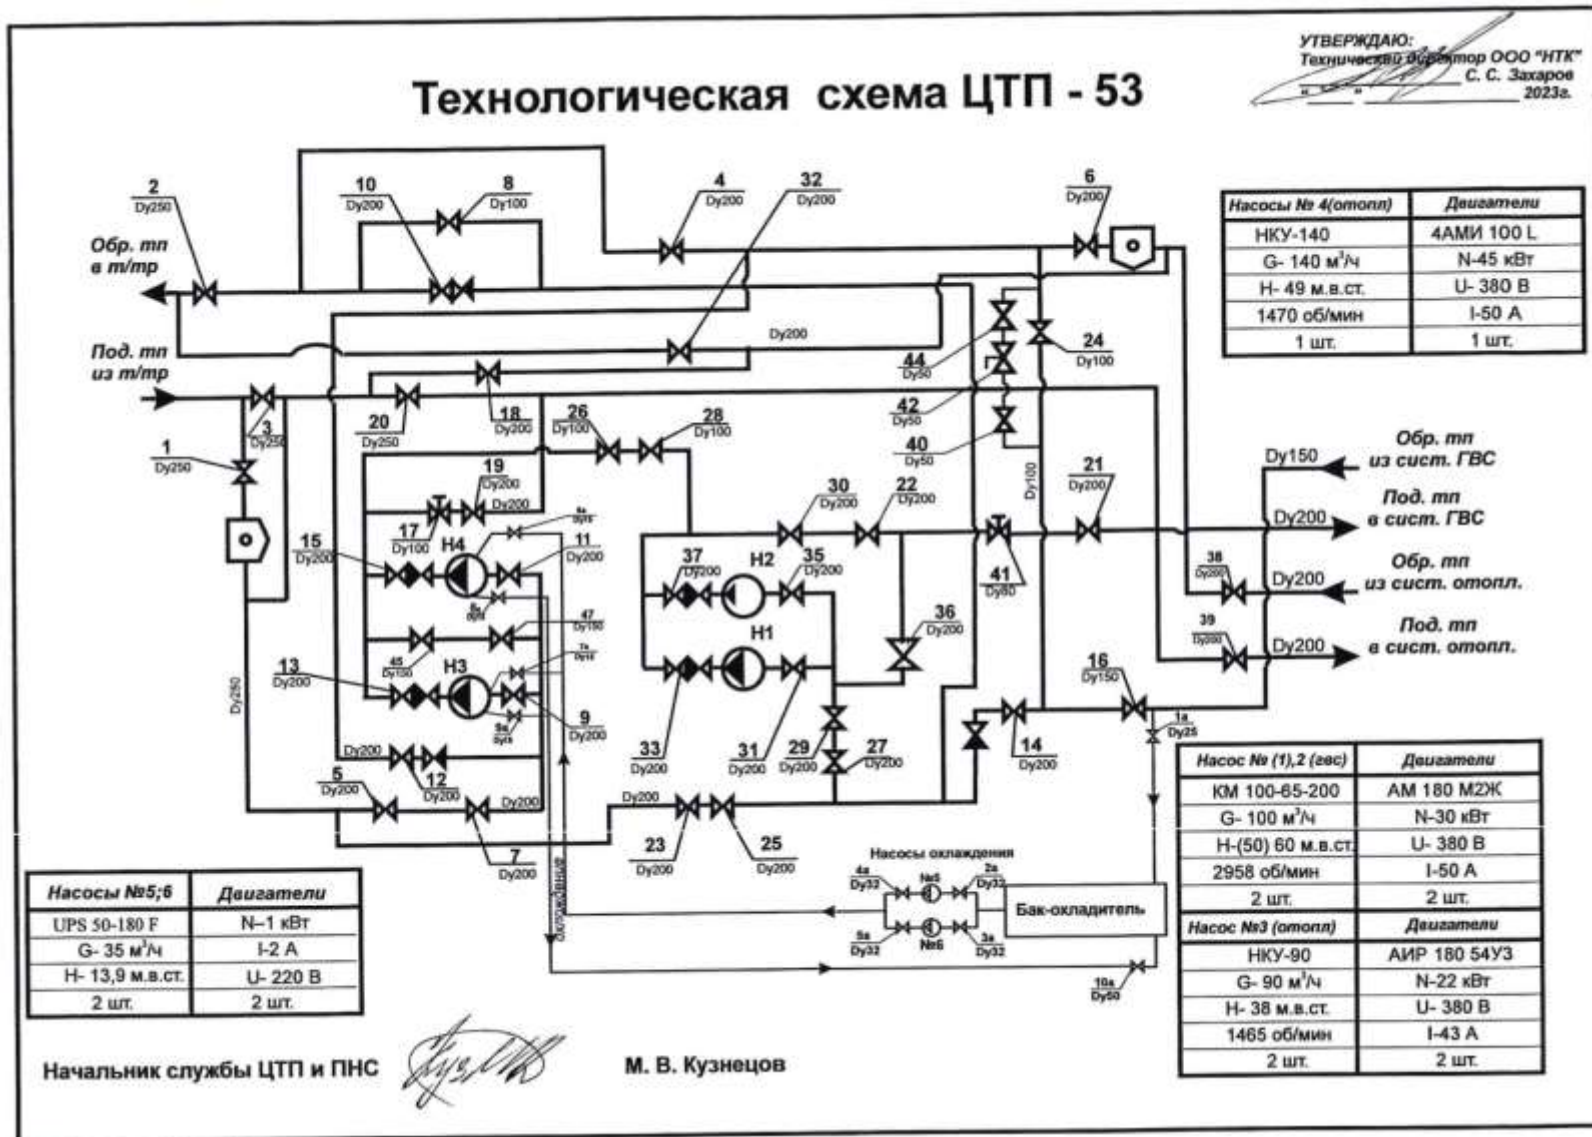 УТВЕРЖДАЮ:
Технический директор ООО "НТК"
С. С. Захаров
" " 2023г.
Технологическая схема ЦТП - 53
2
Dy250
10
Dy200
8
Dy100
4
Dy200
32
Dy200
6
Dy200
Обр. тп
в т/тр
Под. тп
из т/тр
Dy200
44
Dy50
24
Dy100
42
Dy50
40
Dy50
Dy100
1
Dy250
3
Dy250
20
Dy250
18
Dy200
26
Dy100
28
Dy100
19
Dy200
Dy200
17
Dy100
15
Dy200
Н4
11
Dy200
47
Dy150
45
Dy150
13
Dy200
Н3
9
Dy200
Dy200
12
Dy200
5
Dy200
Dy200
7
Dy200
30
Dy200
22
Dy200
21
Dy200
41
Dy80
37
Dy200
Н2
35
Dy200
36
Dy200
Н1
33
Dy200
31
Dy200
29
Dy200
27
Dy200
Dy200
23
Dy200
25
Dy200
14
Dy200
16
Dy150
1а
Dy25
Dy150
Обр. тп
из сист. ГВС
Dy200
Под. тп
в сист. ГВС
38
Dy200
Dy200
Обр. тп
из сист. отопл.
39
Dy200
Dy200
Под. тп
в сист. отопл.
Насосы охлаждения
4а
Dy32
№5
2а
Dy32
5а
Dy32
№6
3а
Dy32
Бак-охладитель
10а
Dy50
охлаждения
Насосы № 4(отопл) Двигатели
НКУ-140 4АМИ 100 L
G- 140 м³/ч N-45 кВт
Н- 49 м.в.ст. U- 380 В
1470 об/мин I-50 А
1 шт. 1 шт.
Насос № (1),2 (гвс) Двигатели
КМ 100-65-200 АМ 180 М2Ж
G- 100 м³/ч N-30 кВт
Н-(50) 60 м.в.ст. U- 380 В
2958 об/мин I-50 А
2 шт. 2 шт.
Насос №3 (отопл) Двигатели
НКУ-90 АИР 180 54У3
G- 90 м³/ч N-22 кВт
Н- 38 м.в.ст. U- 380 В
1465 об/мин I-43 А
2 шт. 2 шт.
Насосы №5;6 Двигатели
UPS 50-180 F N–1 кВт
G- 35 м³/ч I-2 А
Н- 13,9 м.в.ст. U- 220 В
2 шт. 2 шт.
Начальник службы ЦТП и ПНС М. В. Кузнецов